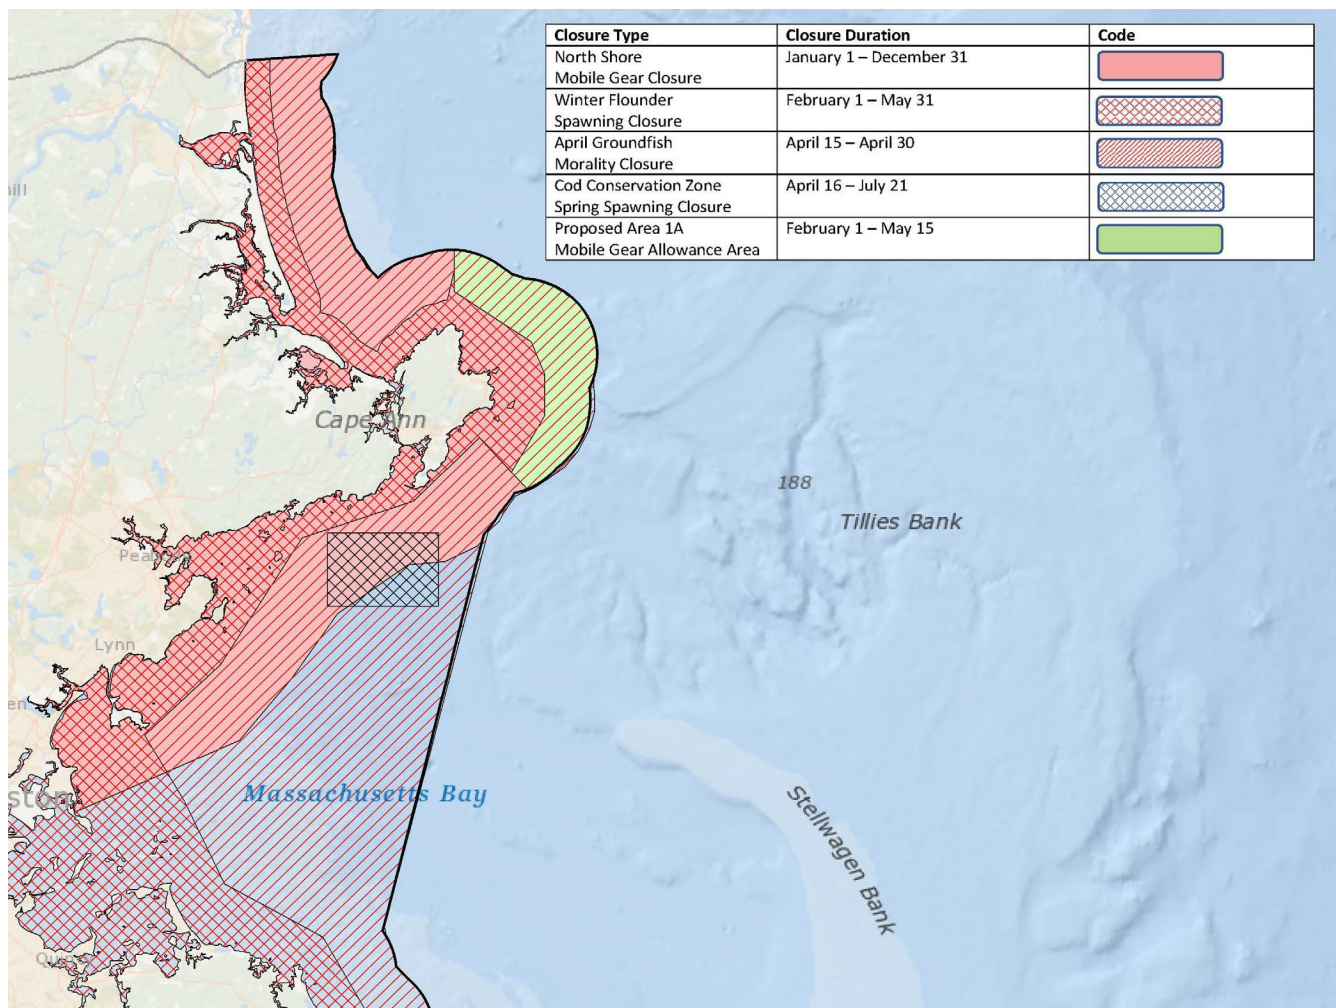 Closure Type Closure Duration Code
North Shore January 1 – December 31
Mobile Gear Closure
Winter Flounder February 1 – May 31
Spawning Closure
April Groundfish April 15 – April 30
Morality Closure
Cod Conservation Zone April 16 – July 21
Spring Spawning Closure
Proposed Area 1A February 1 – May 15
Mobile Gear Allowance Area
ill
Cape Ann
188
Tillies Bank
Lynn
en
Massachusetts Bay
ston
Stellwagen Bank